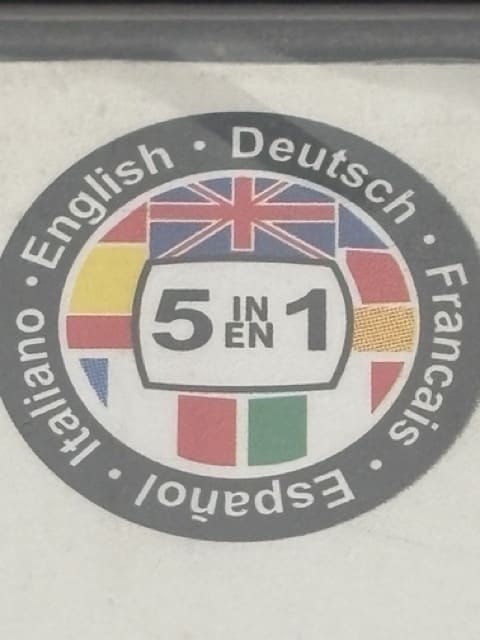 English · Deutsch · Francais · Español · Italiano ·
5 IN EN 1